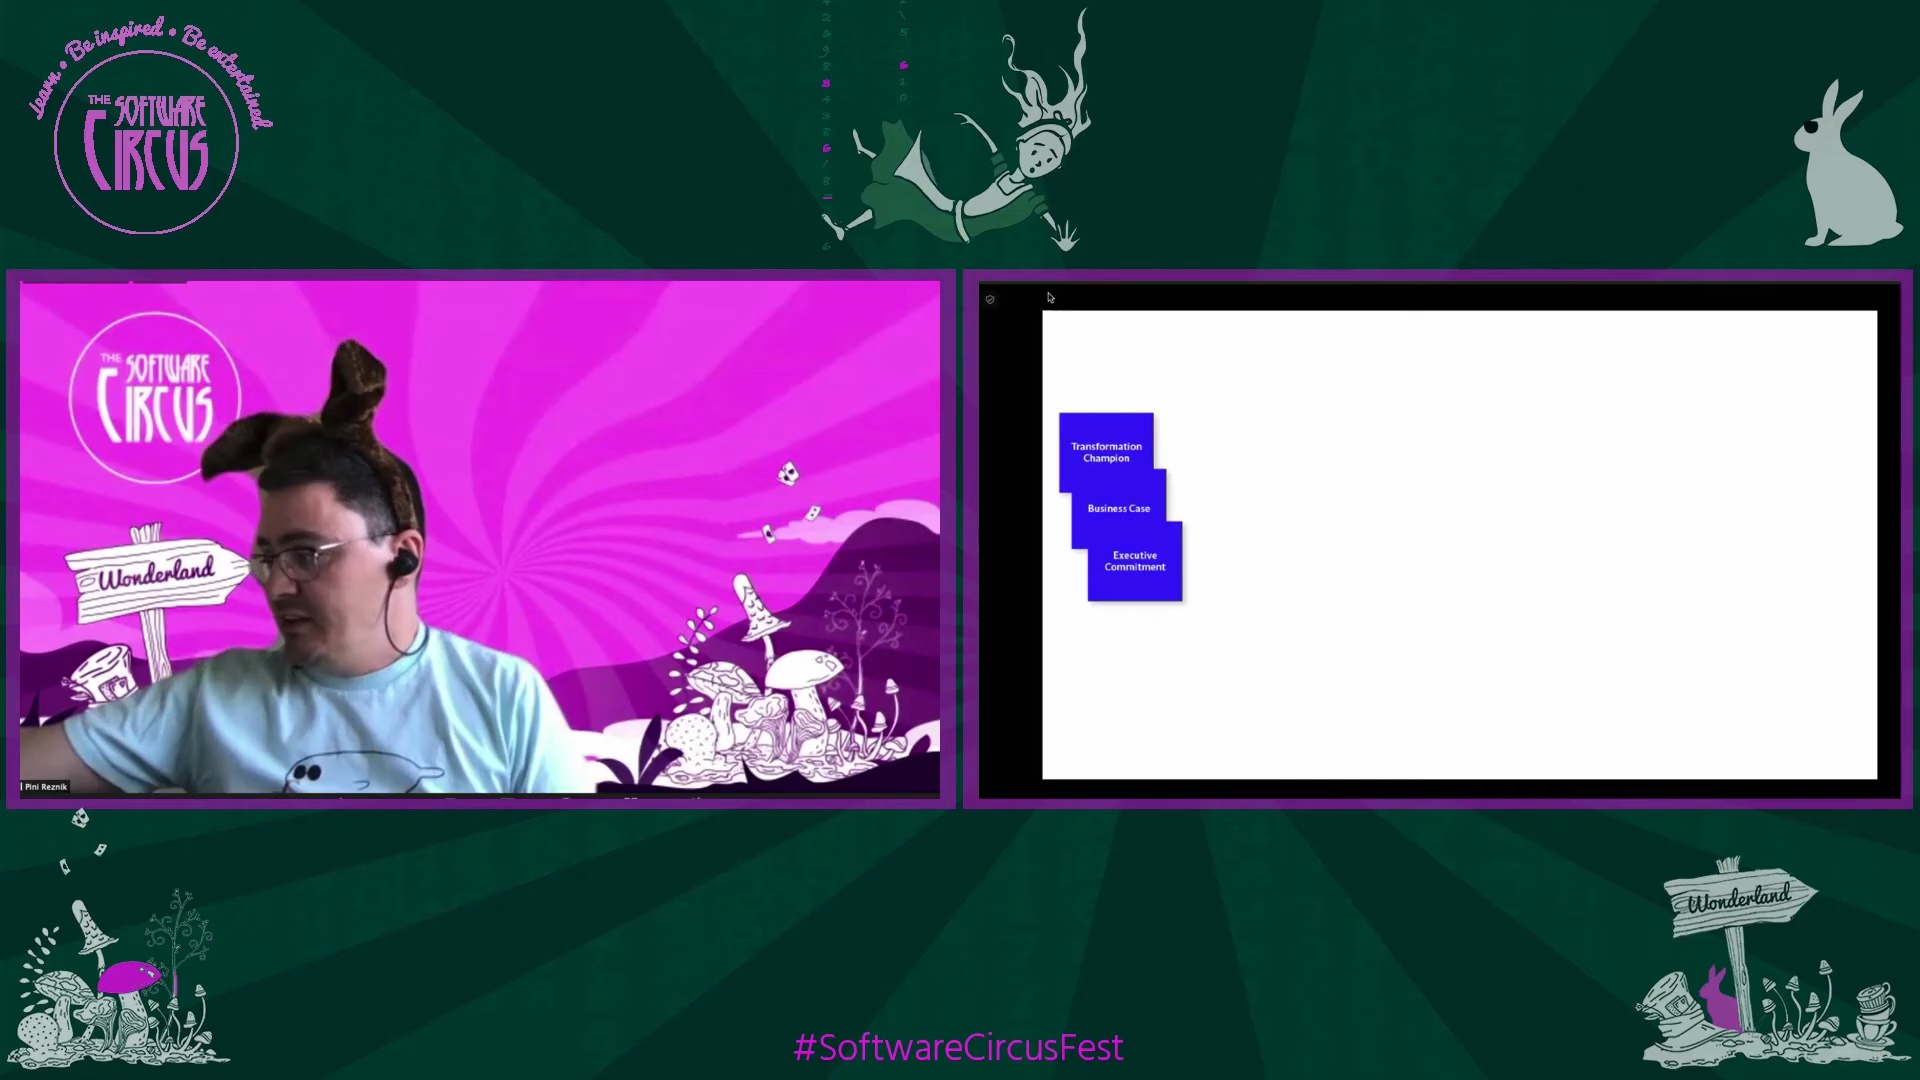 Learn • Be inspired • Be entertained
THE SOFTWARE
CIRCUS
THE SOFTWARE
CIRCUS
Wonderland
Pini Reznik
Transformation
Champion
Business Case
Executive
Commitment
Wonderland
#SoftwareCircusFest